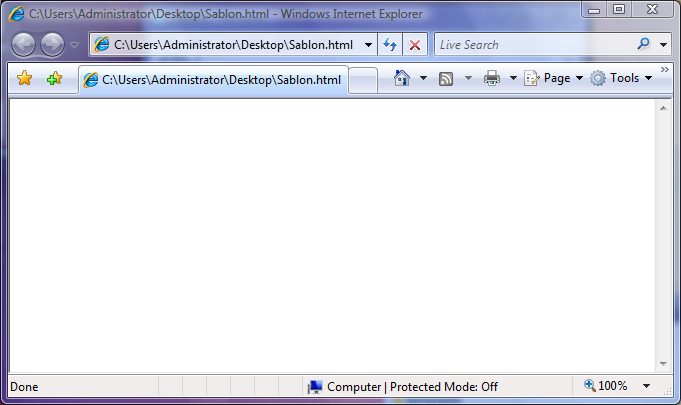 C:\Users\Administrator\Desktop\Sablon.html - Windows Internet Explorer
C:\Users\Administrator\Desktop\Sablon.html Live Search
C:\Users\Administrator\Desktop\Sablon.html Page Tools
Done Computer | Protected Mode: Off 100%